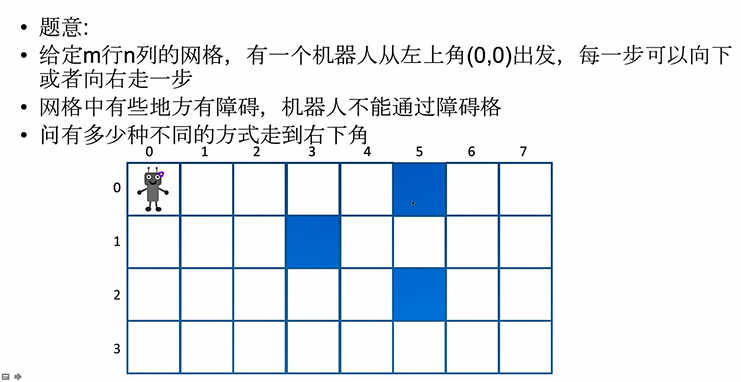 • 题意:
• 给定m行n列的网格，有一个机器人从左上角(0,0)出发，每一步可以向下
或者向右走一步
• 网格中有些地方有障碍，机器人不能通过障碍格
• 问有多少种不同的方式走到右下角
0 1 2 3 4 5 6 7
0
1
2
3